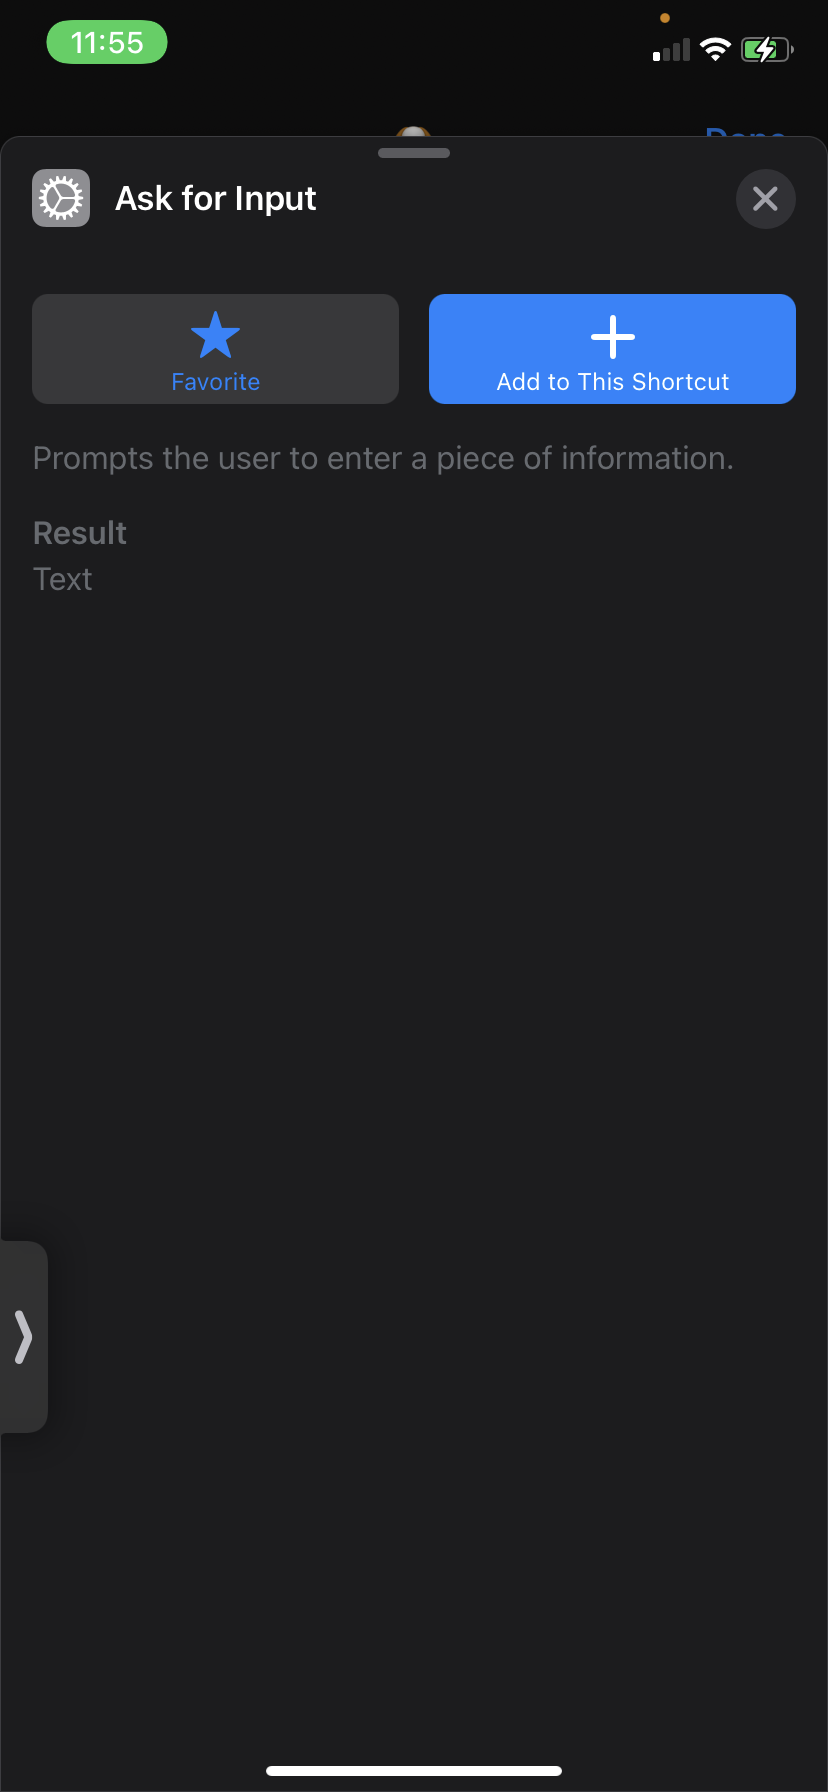 11:55
Done
Ask for Input
Favorite
Add to This Shortcut
Prompts the user to enter a piece of information.
Result
Text